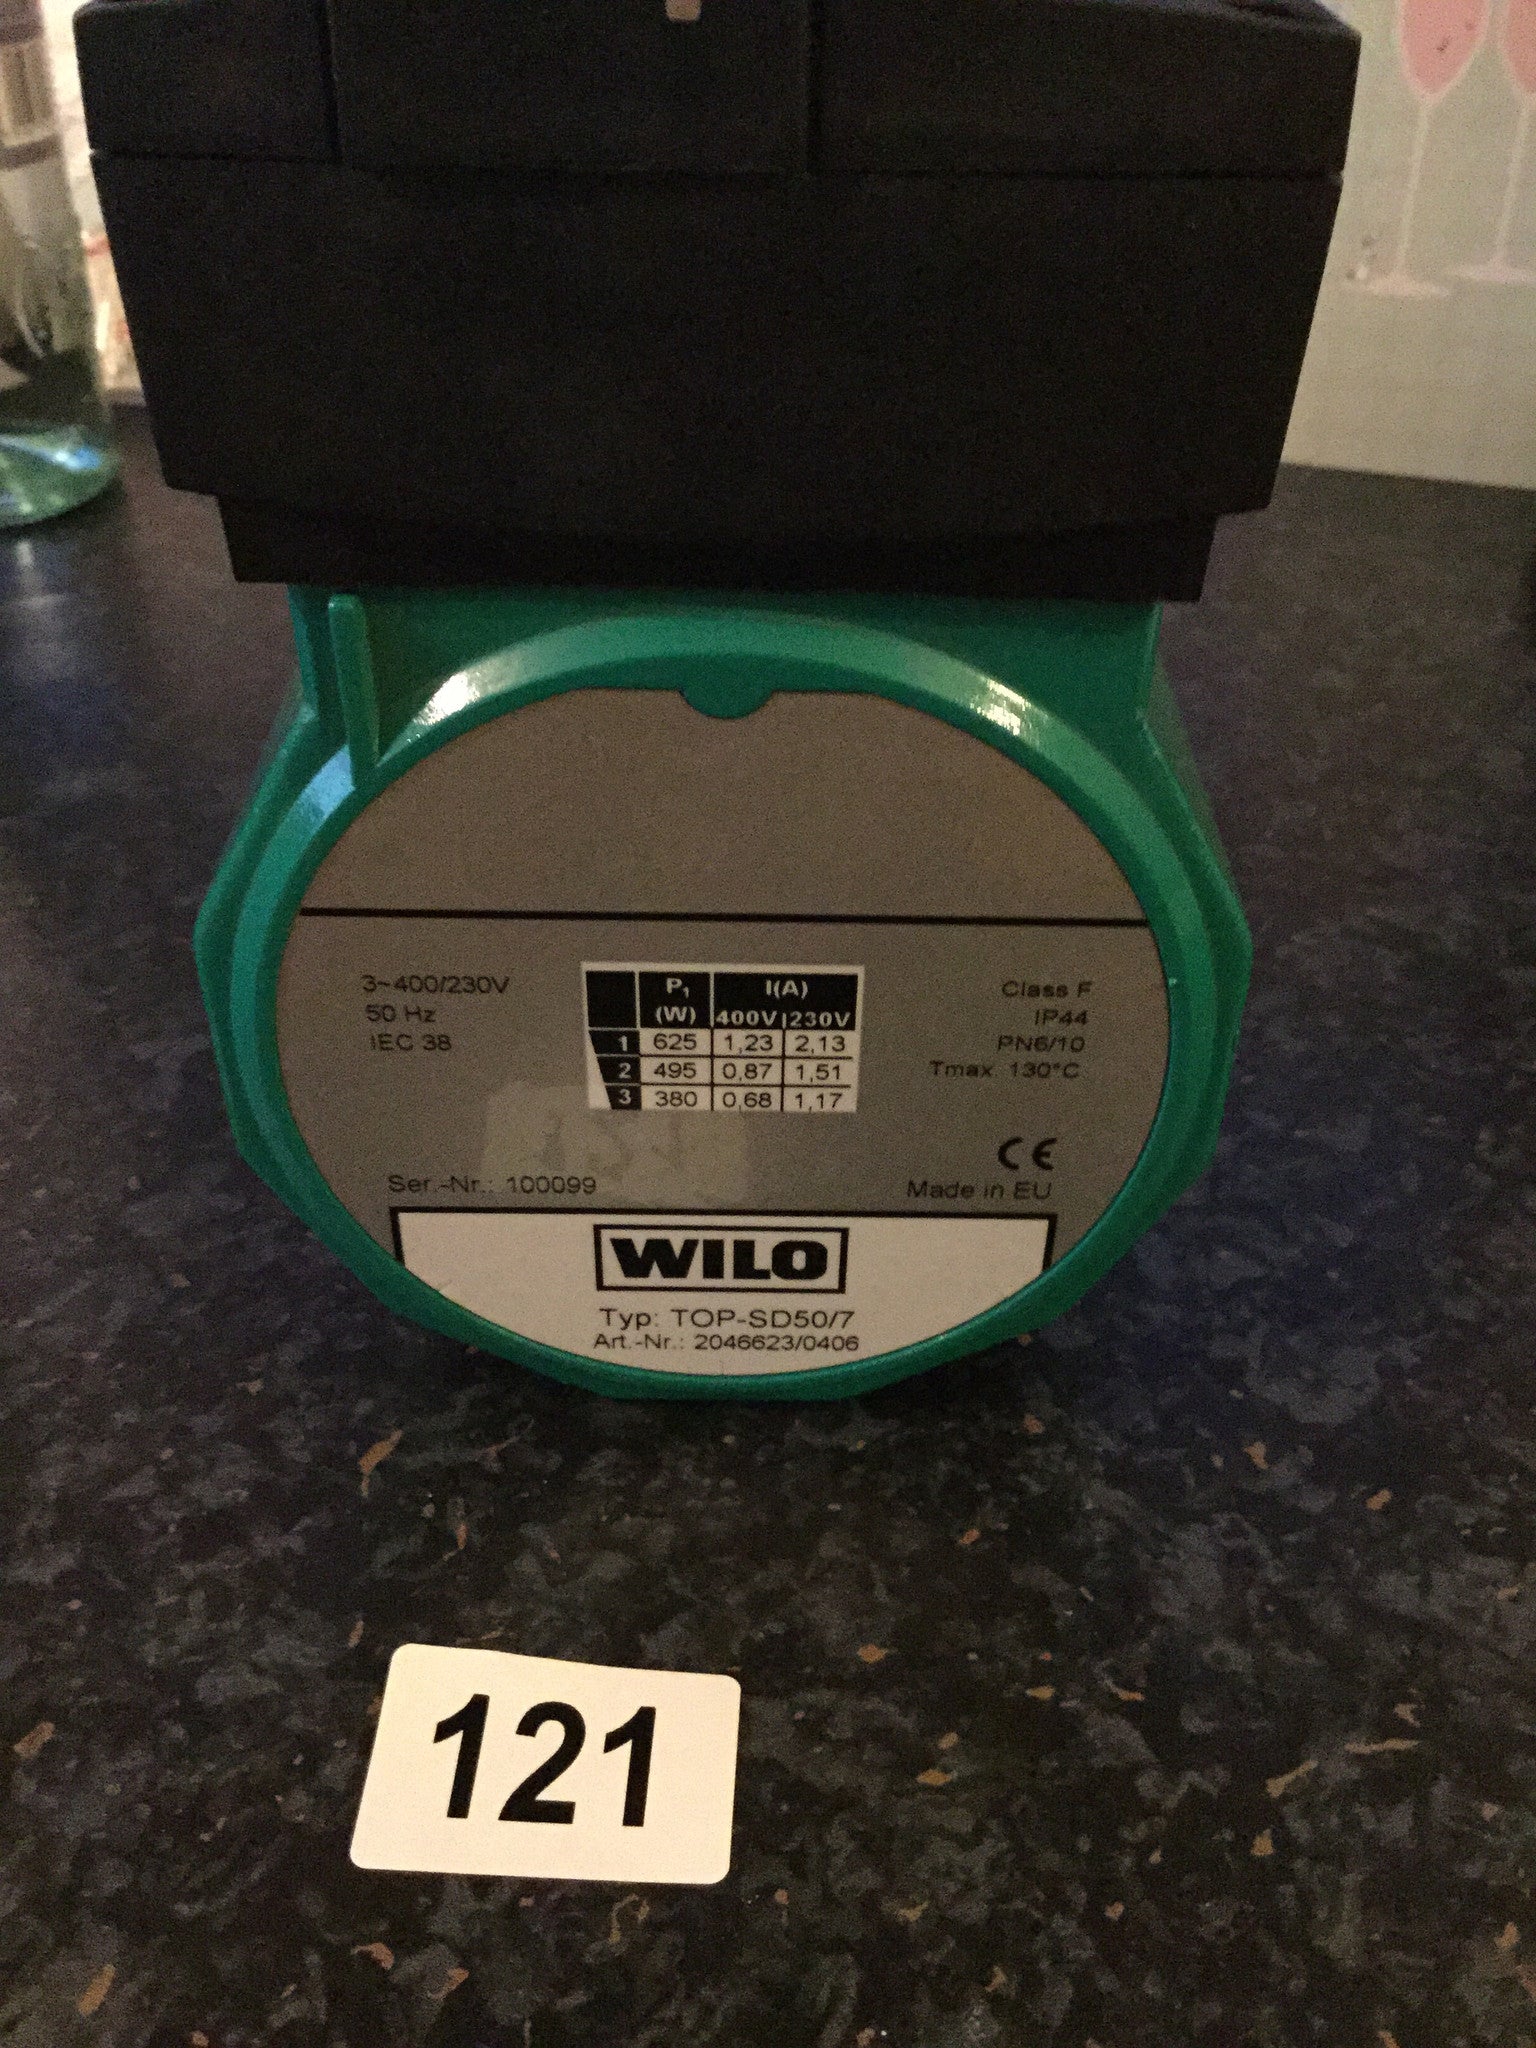 3~400/230V
50 Hz
IEC 38
P1 I(A)
(W) 400V 230V
1 625 1,23 2,13
2 495 0,87 1,51
3 380 0,68 1,17
Class F
IP44
PN6/10
Tmax. 130°C
CE
Ser.-Nr.: 100099
Made in EU
WILO
Typ: TOP-SD50/7
Art.-Nr.: 2046623/0406
121